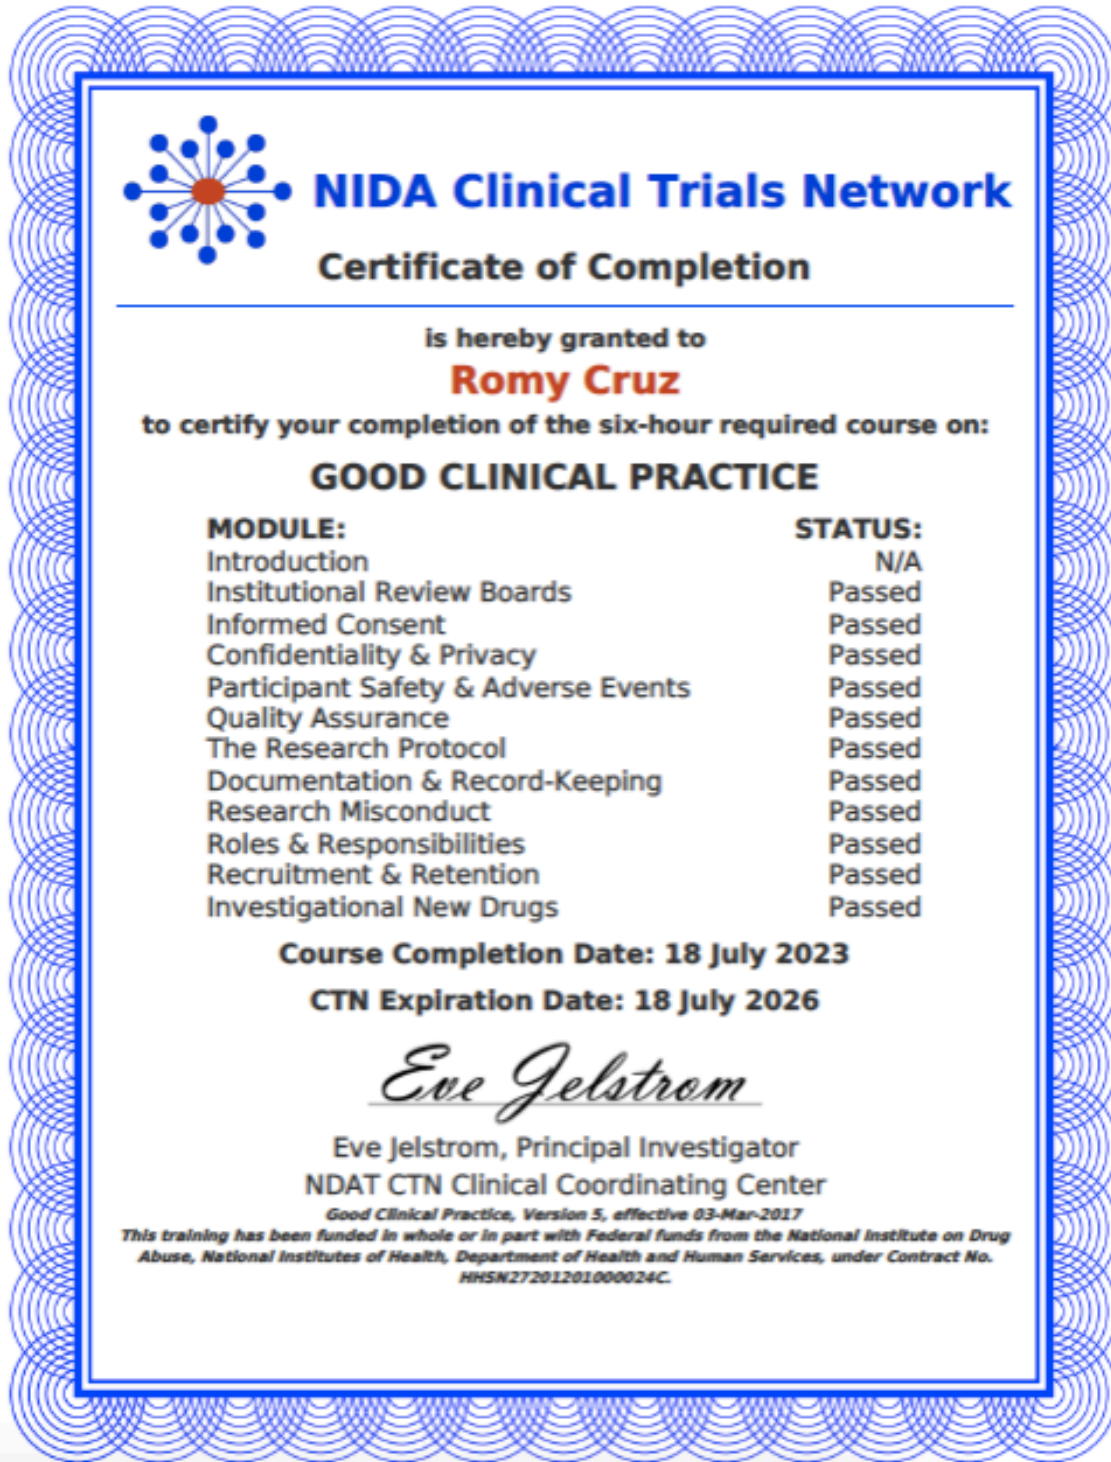 NIDA Clinical Trials Network
Certificate of Completion
is hereby granted to
Romy Cruz
to certify your completion of the six-hour required course on:
GOOD CLINICAL PRACTICE
MODULE: STATUS:
Introduction N/A
Institutional Review Boards Passed
Informed Consent Passed
Confidentiality & Privacy Passed
Participant Safety & Adverse Events Passed
Quality Assurance Passed
The Research Protocol Passed
Documentation & Record-Keeping Passed
Research Misconduct Passed
Roles & Responsibilities Passed
Recruitment & Retention Passed
Investigational New Drugs Passed
Course Completion Date: 18 July 2023
CTN Expiration Date: 18 July 2026
Eve Jelstrom
Eve Jelstrom, Principal Investigator
NDAT CTN Clinical Coordinating Center
Good Clinical Practice, Version 5, effective 03-Mar-2017
This training has been funded in whole or in part with Federal funds from the National Institute on Drug
Abuse, National Institutes of Health, Department of Health and Human Services, under Contract No.
HHSN27201201000024C.